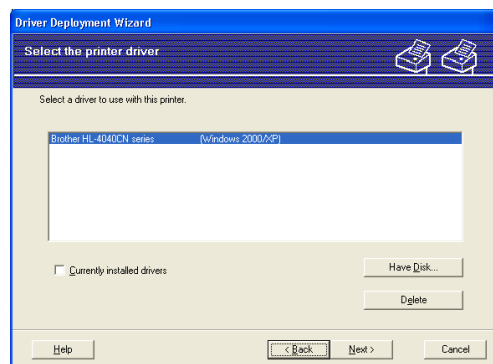 Driver Deployment Wizard
Select the printer driver
Select a driver to use with this printer.
Brother HL-4040CN series (Windows 2000/XP)
Currently installed drivers
Have Disk...
Delete
Help
< Back
Next >
Cancel